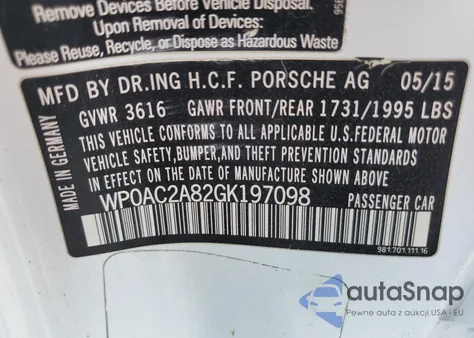 Remove Devices Before Vehicle Disposal.
Upon Removal of Devices:
Please Reuse, Recycle, or Dispose as Hazardous Waste
958
MFD BY DR.ING H.C.F. PORSCHE AG 05/15
GVWR 3616 GAWR FRONT/REAR 1731/1995 LBS
THIS VEHICLE CONFORMS TO ALL APPLICABLE U.S.FEDERAL MOTOR
VEHICLE SAFETY,BUMPER,AND THEFT PREVENTION STANDARDS
IN EFFECT ON THE DATE OF MANUFACTURE SHOWN ABOVE.
WP0AC2A82GK197098 PASSENGER CAR
MADE IN GERMANY
981.701.111.16
autoSnap
Pewne auta z aukcji USA - EU